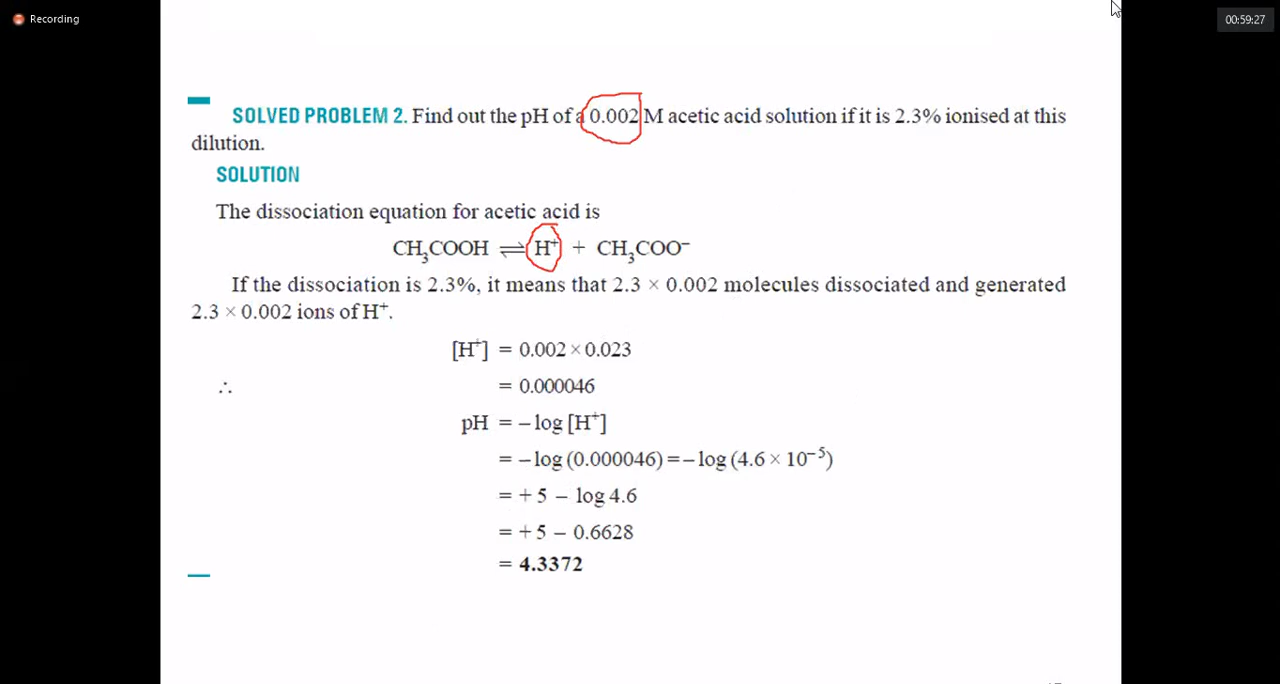 Recording
00:59:27
SOLVED PROBLEM 2. Find out the pH of a 0.002 M acetic acid solution if it is 2.3% ionised at this
dilution.
SOLUTION
The dissociation equation for acetic acid is
CH₃COOH ⇌ H⁺ + CH₃COO⁻
If the dissociation is 2.3%, it means that 2.3 × 0.002 molecules dissociated and generated
2.3 × 0.002 ions of H⁺.
[H⁺] = 0.002 × 0.023
∴ = 0.000046
pH = – log [H⁺]
= – log (0.000046) = – log (4.6 × 10⁻⁵)
= + 5 – log 4.6
= + 5 – 0.6628
= 4.3372